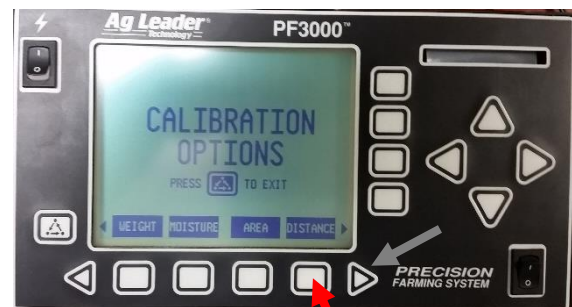 Ag Leader®
Technology
PF3000™
CALIBRATION
OPTIONS
PRESS TO EXIT
WEIGHT MOISTURE AREA DISTANCE
PRECISION
FARMING SYSTEM